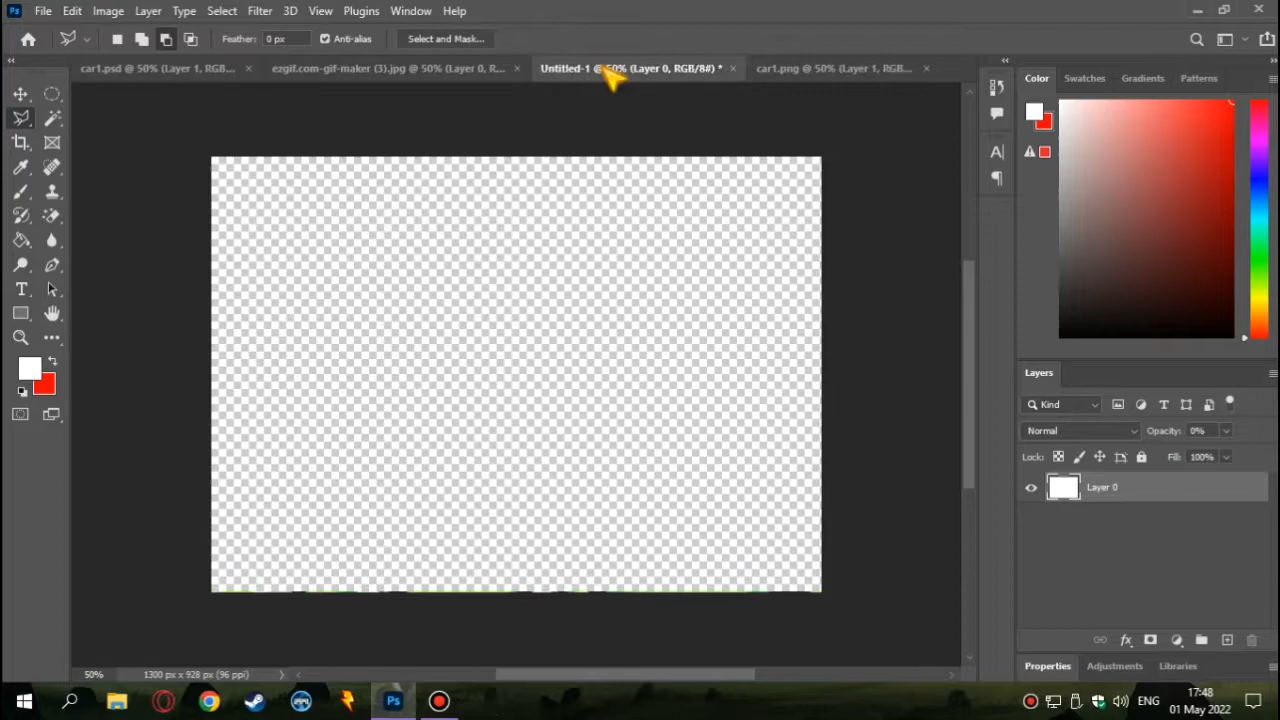 Ps File Edit Image Layer Type Select Filter 3D View Plugins Window Help
Feather: 0 px Anti-alias Select and Mask...
car1.psd @ 50% (Layer 1, RGB... × ezgif.com-gif-maker (3).jpg @ 50% (Layer 0, R... × Untitled-1 @ 50% (Layer 0, RGB/8#) * × car1.png @ 50% (Layer 1, RGB... ×
Color Swatches Gradients Patterns
Layers
Kind
Normal Opacity: 0%
Lock: Fill: 100%
Layer 0
fx
50% 1300 px x 928 px (96 ppi)
Properties Adjustments Libraries
Ps ENG 17:48
01 May 2022